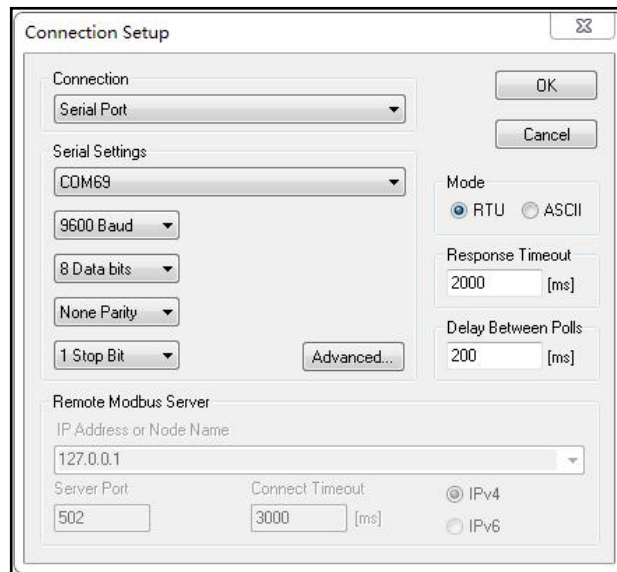 Connection Setup
Connection
Serial Port
OK
Cancel
Serial Settings
COM69
9600 Baud
8 Data bits
None Parity
1 Stop Bit
Advanced...
Mode
RTU ASCII
Response Timeout
2000 [ms]
Delay Between Polls
200 [ms]
Remote Modbus Server
IP Address or Node Name
127.0.0.1
Server Port Connect Timeout
502 3000 [ms]
IPv4
IPv6